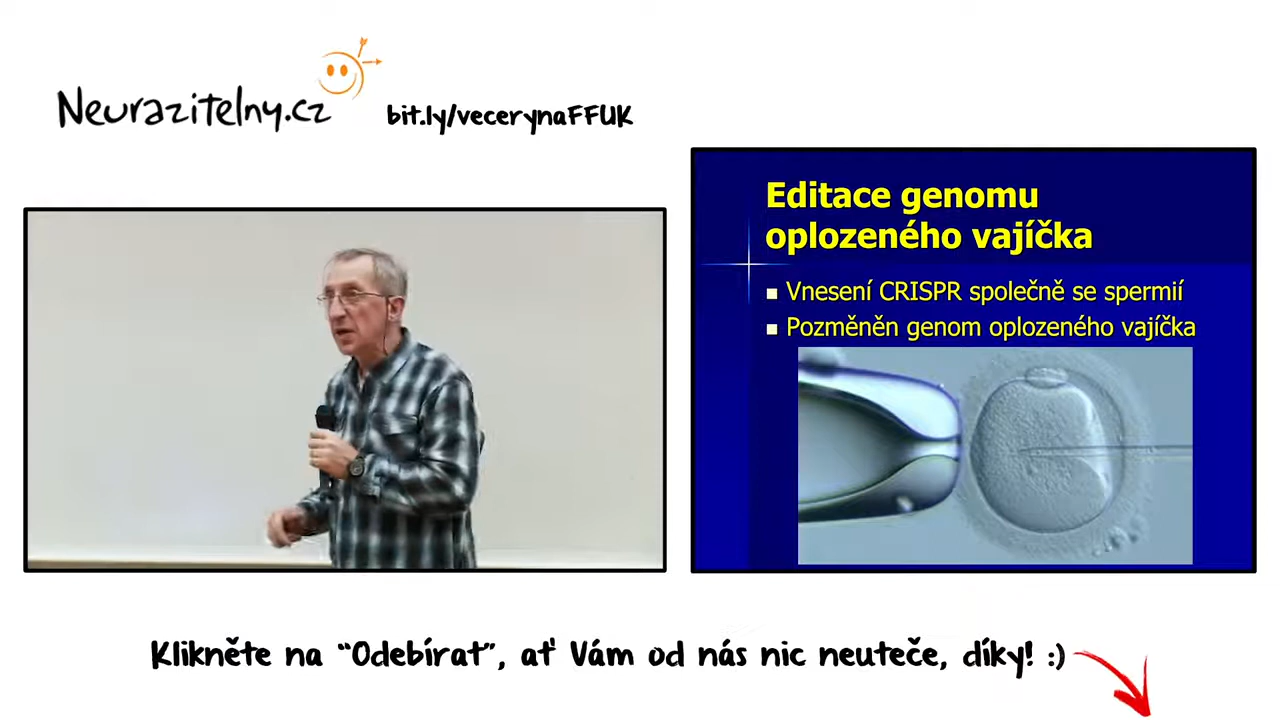 Neurazitelny.cz
bit.ly/vecerynaFFUK
Editace genomu
oplozeného vajíčka
Vnesení CRISPR společně se spermií
Pozměněn genom oplozeného vajíčka
Klikněte na “Odebírat”, ať Vám od nás nic neuteče, díky! :)